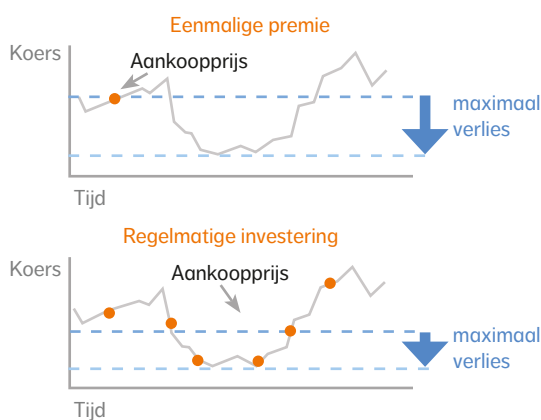 Eenmalige premie
Koers
Aankoopprijs
maximaal
verlies
Tijd
Regelmatige investering
Koers
Aankoopprijs
maximaal
verlies
Tijd